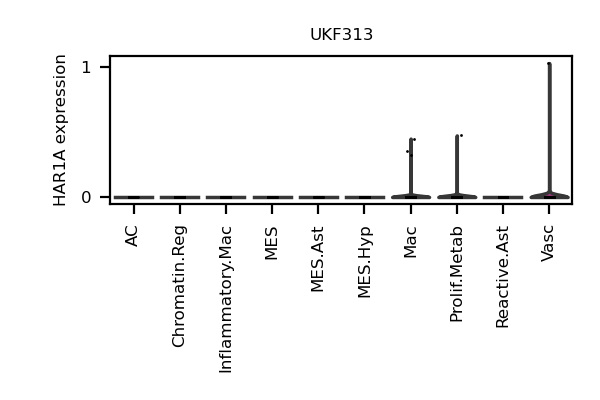 UKF313
HAR1A expression
1
0
AC
Chromatin.Reg
Inflammatory.Mac
MES
MES.Ast
MES.Hyp
Mac
Prolif.Metab
Reactive.Ast
Vasc